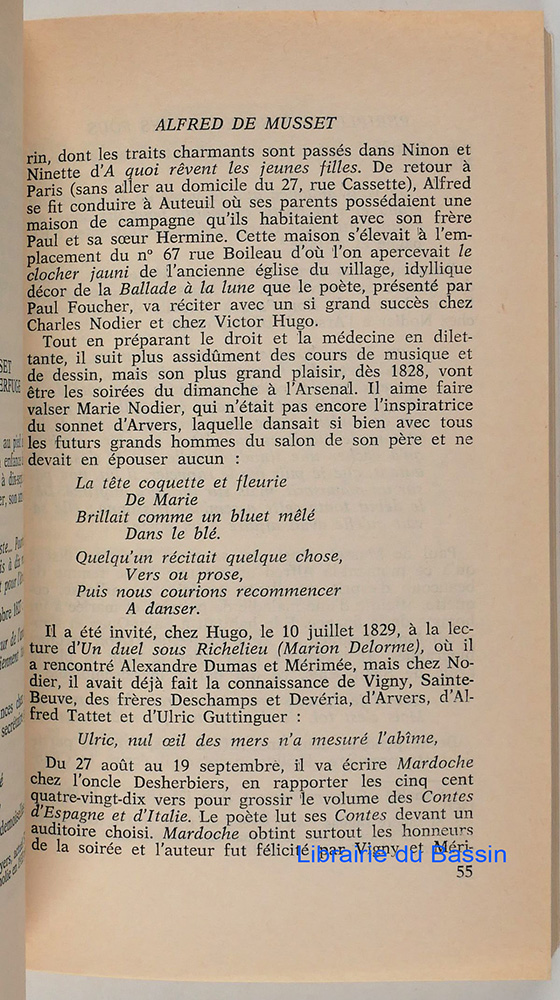 ALFRED DE MUSSET
rin, dont les traits charmants sont passés dans Ninon et
Ninette d'A quoi rêvent les jeunes filles. De retour à
Paris (sans aller au domicile du 27, rue Cassette), Alfred
se fit conduire à Auteuil où ses parents possédaient une
maison de campagne qu'ils habitaient avec son frère
Paul et sa sœur Hermine. Cette maison s'élevait à l'em-
placement du n° 67 rue Boileau d'où l'on apercevait le
clocher jauni de l'ancienne église du village, idyllique
décor de la Ballade à la lune que le poète, présenté par
Paul Foucher, va réciter avec un si grand succès chez
Charles Nodier et chez Victor Hugo.
Tout en préparant le droit et la médecine en dilet-
tante, il suit plus assidûment des cours de musique et
de dessin, mais son plus grand plaisir, dès 1828, vont
être les soirées du dimanche à l'Arsenal. Il aime faire
valser Marie Nodier, qui n'était pas encore l'inspiratrice
du sonnet d'Arvers, laquelle dansait si bien avec tous
les futurs grands hommes du salon de son père et ne
devait en épouser aucun :
La tête coquette et fleurie
De Marie
Brillait comme un bluet mêlé
Dans le blé.
Quelqu'un récitait quelque chose,
Vers ou prose,
Puis nous courions recommencer
A danser.
Il a été invité, chez Hugo, le 10 juillet 1829, à la lec-
ture d'Un duel sous Richelieu (Marion Delorme), où il
a rencontré Alexandre Dumas et Mérimée, mais chez No-
dier, il avait déjà fait la connaissance de Vigny, Sainte-
Beuve, des frères Deschamps et Devéria, d'Arvers, d'Al-
fred Tattet et d'Ulric Guttinguer :
Ulric, nul œil des mers n'a mesuré l'abîme,
Du 27 août au 19 septembre, il va écrire Mardoche
chez l'oncle Desherbiers, en rapporter les cinq cent
quatre-vingt-dix vers pour grossir le volume des Contes
d'Espagne et d'Italie. Le poète lut ses Contes devant un
auditoire choisi. Mardoche obtint surtout les honneurs
de la soirée et l'auteur fut félicité par Vigny et Méri-
Librairie du Bassin
55